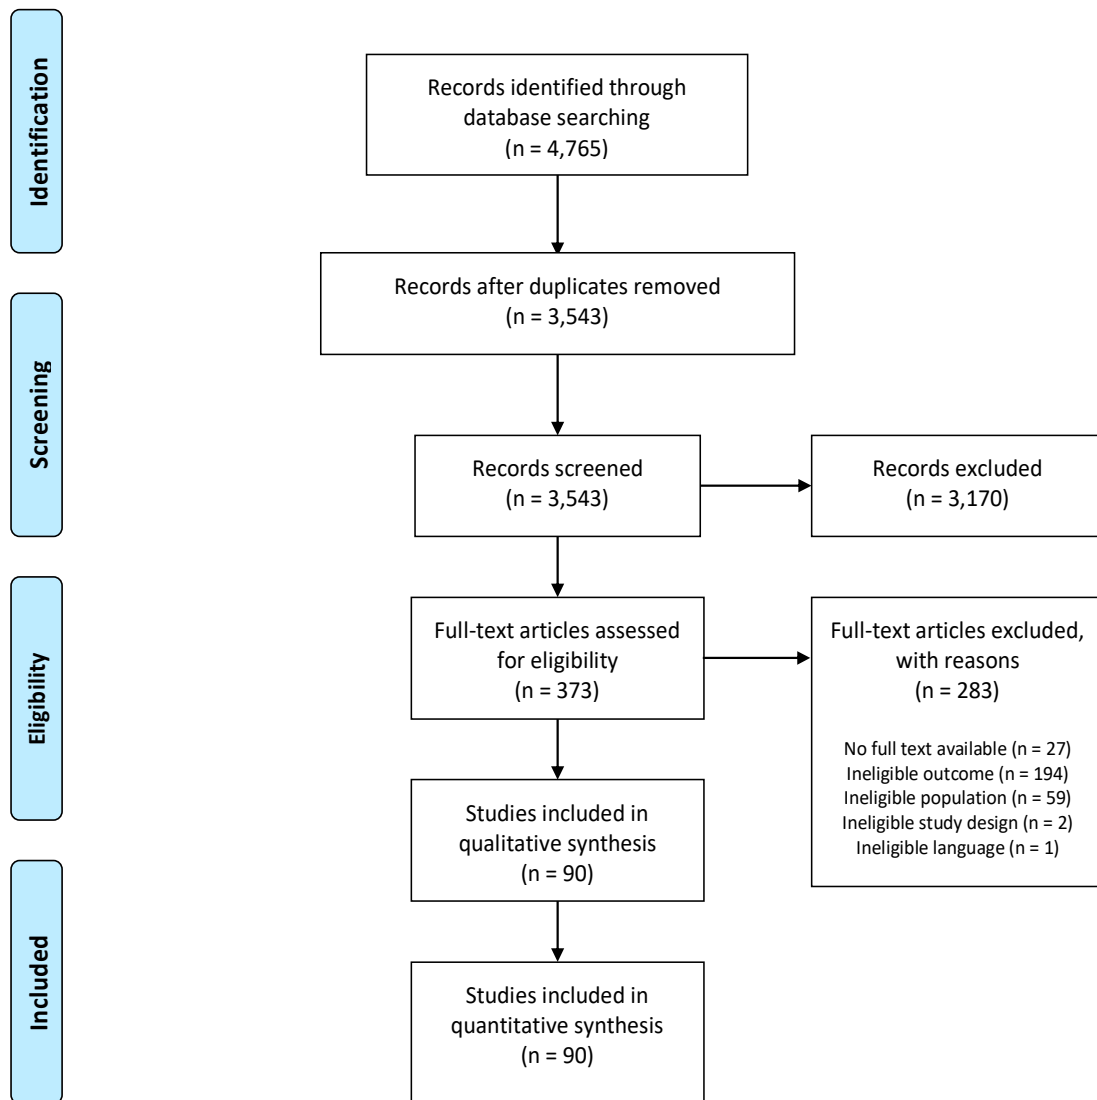 Identification
Records identified through
database searching
(n = 4,765)
Records after duplicates removed
(n = 3,543)
Screening
Records screened
(n = 3,543)
Records excluded
(n = 3,170)
Eligibility
Full-text articles assessed
for eligibility
(n = 373)
Full-text articles excluded,
with reasons
(n = 283)
No full text available (n = 27)
Ineligible outcome (n = 194)
Ineligible population (n = 59)
Ineligible study design (n = 2)
Ineligible language (n = 1)
Studies included in
qualitative synthesis
(n = 90)
Included
Studies included in
quantitative synthesis
(n = 90)